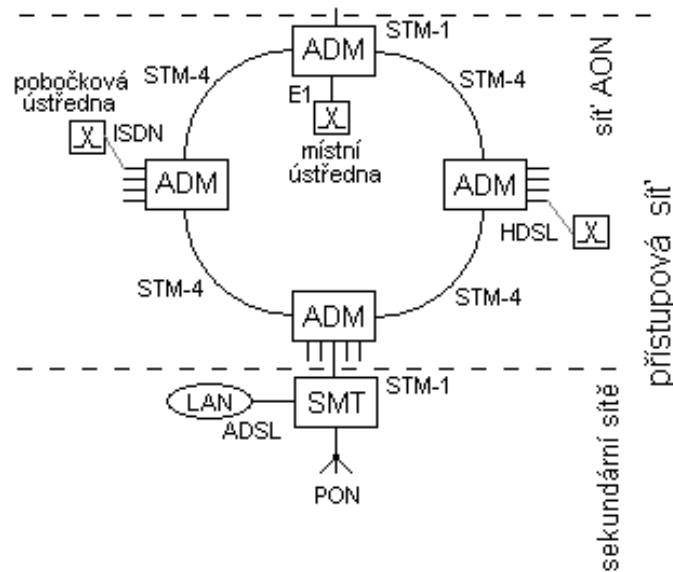 STM-1
ADM
STM-4
STM-4
pobočková
ústředna
ISDN
E1
místní
ústředna
ADM
ADM
HDSL
STM-4
STM-4
ADM
síť AON
přístupová síť
STM-1
LAN
ADSL
SMT
PON
sekundární sítě